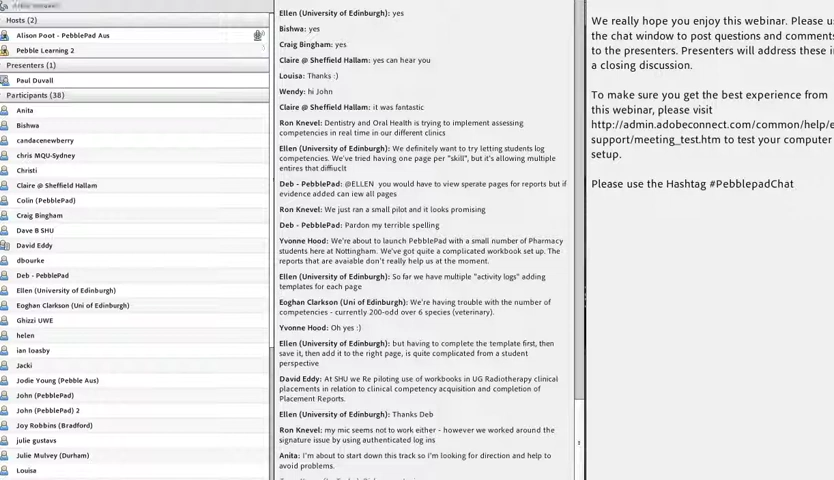 Hosts (2)
Alison Poot - PebblePad Aus
Pebble Learning 2
Presenters (1)
Paul Duvall
Participants (38)
Anita
Bishwa
candacenewberry
chris MQU-Sydney
Christi
Claire @ Sheffield Hallam
Colin (PebblePad)
Craig Bingham
Dave B SHU
David Eddy
dbourke
Deb - PebblePad
Ellen (University of Edinburgh)
Eoghan Clarkson (Uni of Edinburgh)
Ghizzi UWE
helen
ian loasby
Jacki
Jodie Young (Pebble Aus)
John (PebblePad)
John (PebblePad) 2
Joy Robbins (Bradford)
julie gustavs
Julie Mulvey (Durham)
Louisa
Ellen (University of Edinburgh): yes
Bishwa: yes
Craig Bingham: yes
Claire @ Sheffield Hallam: yes can hear you
Louisa: Thanks :)
Wendy: hi John
Claire @ Sheffield Hallam: it was fantastic
Ron Knevel: Dentistry and Oral Health is trying to implement assessing
competencies in real time in our different clinics
Ellen (University of Edinburgh): We definitely want to try letting students log
competencies. We've tried having one page per "skill", but it's allowing multiple
entires that diffiuclt
Deb - PebblePad: @ELLEN you would have to view sperate pages for reports but if
evidence added can iew all pages
Ron Knevel: We just ran a small pilot and it looks promising
Deb - PebblePad: Pardon my terrible spelling
Yvonne Hood: We're about to launch PebblePad with a small number of Pharmacy
students here at Nottingham. We've got quite a complicated workbook set up. The
reports that are avaiable don't really help us at the moment.
Ellen (University of Edinburgh): So far we have multiple "activity logs" adding
templates for each page
Eoghan Clarkson (Uni of Edinburgh): We're having trouble with the number of
competencies - currently 200-odd over 6 species (veterinary).
Yvonne Hood: Oh yes :)
Ellen (University of Edinburgh): but having to complete the template first, then
save it, then add it to the right page, is quite complicated from a student
perspective
David Eddy: At SHU we Re piloting use of workbooks in UG Radiotherapy clinical
placements in relation to clinical competency acquisition and completion of
Placement Reports.
Ellen (University of Edinburgh): Thanks Deb
Ron Knevel: my mic seems not to work either - however we worked around the
signature issue by using authenticated log ins
Anita: I'm about to start down this track so I'm looking for direction and help to
avoid problems.
We really hope you enjoy this webinar. Please u
the chat window to post questions and comments
to the presenters. Presenters will address these i
a closing discussion.
To make sure you get the best experience from
this webinar, please visit
http://admin.adobeconnect.com/common/help/e
support/meeting_test.htm to test your computer
setup.
Please use the Hashtag #PebblepadChat